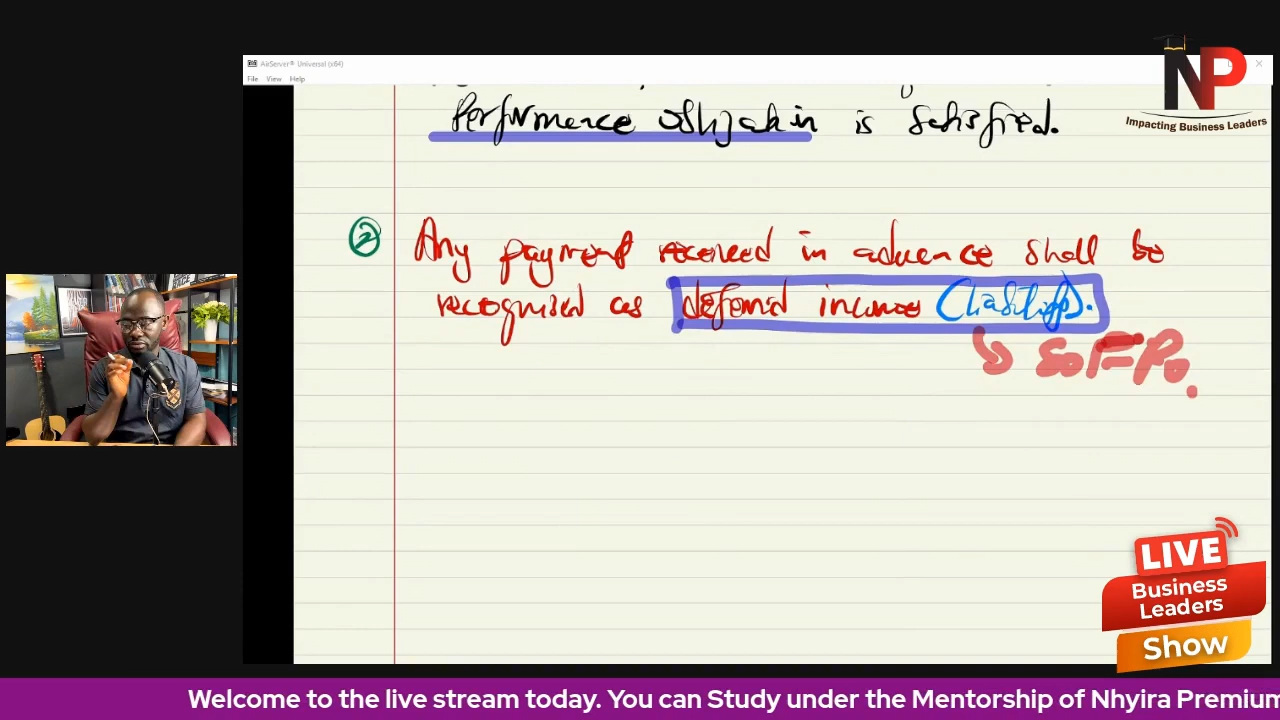 AirServer® Universal (x64)
File View Help
NP
Impacting Business Leaders
Performance obligation is satisfied.
② Any payment received in advance shall be
recognised as deferred income (Liability).
SOFPO.
LIVE
Business
Leaders
Show
Welcome to the live stream today. You can Study under the Mentorship of Nhyira Premium